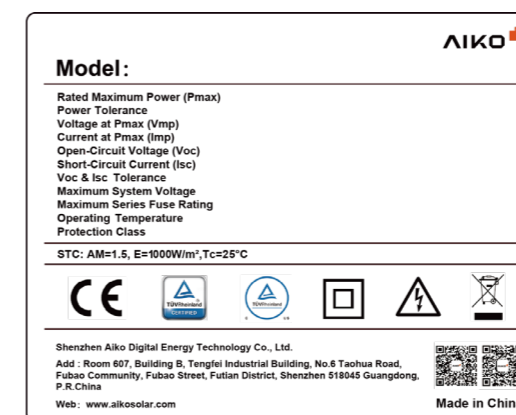 AIKO
Model:
Rated Maximum Power (Pmax)
Power Tolerance
Voltage at Pmax (Vmp)
Current at Pmax (Imp)
Open-Circuit Voltage (Voc)
Short-Circuit Current (Isc)
Voc & Isc Tolerance
Maximum System Voltage
Maximum Series Fuse Rating
Operating Temperature
Protection Class
STC: AM=1.5, E=1000W/m²,Tc=25°C
CE
TÜVRheinland
CERTIFIED
TÜVRheinland
Shenzhen Aiko Digital Energy Technology Co., Ltd.
Add : Room 607, Building B, Tengfei Industrial Building, No.6 Taohua Road,
Fubao Community, Fubao Street, Futian District, Shenzhen 518045 Guangdong,
P.R.China
Web: www.aikosolar.com
Made in Chin